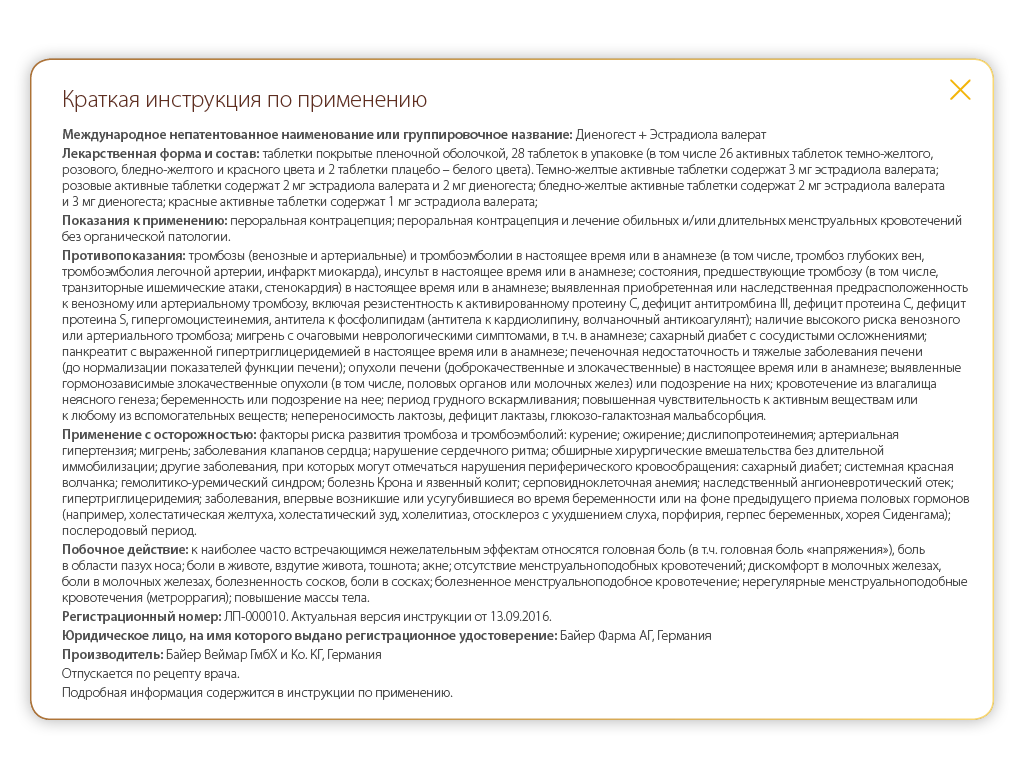 Краткая инструкция по применению
Международное непатентованное наименование или группировочное название: Диеногест + Эстрадиола валерат
Лекарственная форма и состав: таблетки покрытые пленочной оболочкой, 28 таблеток в упаковке (в том числе 26 активных таблеток темно-желтого,
розового, бледно-желтого и красного цвета и 2 таблетки плацебо – белого цвета). Темно-желтые активные таблетки содержат 3 мг эстрадиола валерата;
розовые активные таблетки содержат 2 мг эстрадиола валерата и 2 мг диеногеста; бледно-желтые активные таблетки содержат 2 мг эстрадиола валерата
и 3 мг диеногеста; красные активные таблетки содержат 1 мг эстрадиола валерата;
Показания к применению: пероральная контрацепция; пероральная контрацепция и лечение обильных и/или длительных менструальных кровотечений
без органической патологии.
Противопоказания: тромбозы (венозные и артериальные) и тромбоэмболии в настоящее время или в анамнезе (в том числе, тромбоз глубоких вен,
тромбоэмболия легочной артерии, инфаркт миокарда), инсульт в настоящее время или в анамнезе; состояния, предшествующие тромбозу (в том числе,
транзиторные ишемические атаки, стенокардия) в настоящее время или в анамнезе; выявленная приобретенная или наследственная предрасположенность
к венозному или артериальному тромбозу, включая резистентность к активированному протеину С, дефицит антитромбина III, дефицит протеина С, дефицит
протеина S, гипергомоцистеинемия, антитела к фосфолипидам (антитела к кардиолипину, волчаночный антикоагулянт); наличие высокого риска венозного
или артериального тромбоза; мигрень с очаговыми неврологическими симптомами, в т.ч. в анамнезе; сахарный диабет с сосудистыми осложнениями;
панкреатит с выраженной гипертриглицеридемией в настоящее время или в анамнезе; печеночная недостаточность и тяжелые заболевания печени
(до нормализации показателей функции печени); опухоли печени (доброкачественные и злокачественные) в настоящее время или в анамнезе; выявленные
гормонозависимые злокачественные опухоли (в том числе, половых органов или молочных желез) или подозрение на них; кровотечение из влагалища
неясного генеза; беременность или подозрение на нее; период грудного вскармливания; повышенная чувствительность к активным веществам или
к любому из вспомогательных веществ; непереносимость лактозы, дефицит лактазы, глюкозо-галактозная мальабсорбция.
Применение с осторожностью: факторы риска развития тромбоза и тромбоэмболий: курение; ожирение; дислипопротеинемия; артериальная
гипертензия; мигрень; заболевания клапанов сердца; нарушение сердечного ритма; обширные хирургические вмешательства без длительной
иммобилизации; другие заболевания, при которых могут отмечаться нарушения периферического кровообращения: сахарный диабет; системная красная
волчанка; гемолитико-уремический синдром; болезнь Крона и язвенный колит; серповидноклеточная анемия; наследственный ангионевротический отек;
гипертриглицеридемия; заболевания, впервые возникшие или усугубившиеся во время беременности или на фоне предыдущего приема половых гормонов
(например, холестатическая желтуха, холестатический зуд, холелитиаз, отосклероз с ухудшением слуха, порфирия, герпес беременных, хорея Сиденгама);
послеродовый период.
Побочное действие: к наиболее часто встречающимся нежелательным эффектам относятся головная боль (в т.ч. головная боль «напряжения»), боль
в области пазух носа; боли в животе, вздутие живота, тошнота; акне; отсутствие менструальноподобных кровотечений; дискомфорт в молочных железах,
боли в молочных железах, болезненность сосков, боли в сосках; болезненное менструальноподобное кровотечение; нерегулярные менструальноподобные
кровотечения (метроррагия); повышение массы тела.
Регистрационный номер: ЛП-000010. Актуальная версия инструкции от 13.09.2016.
Юридическое лицо, на имя которого выдано регистрационное удостоверение: Байер Фарма АГ, Германия
Производитель: Байер Веймар ГмбХ и Ко. КГ, Германия
Отпускается по рецепту врача.
Подробная информация содержится в инструкции по применению.